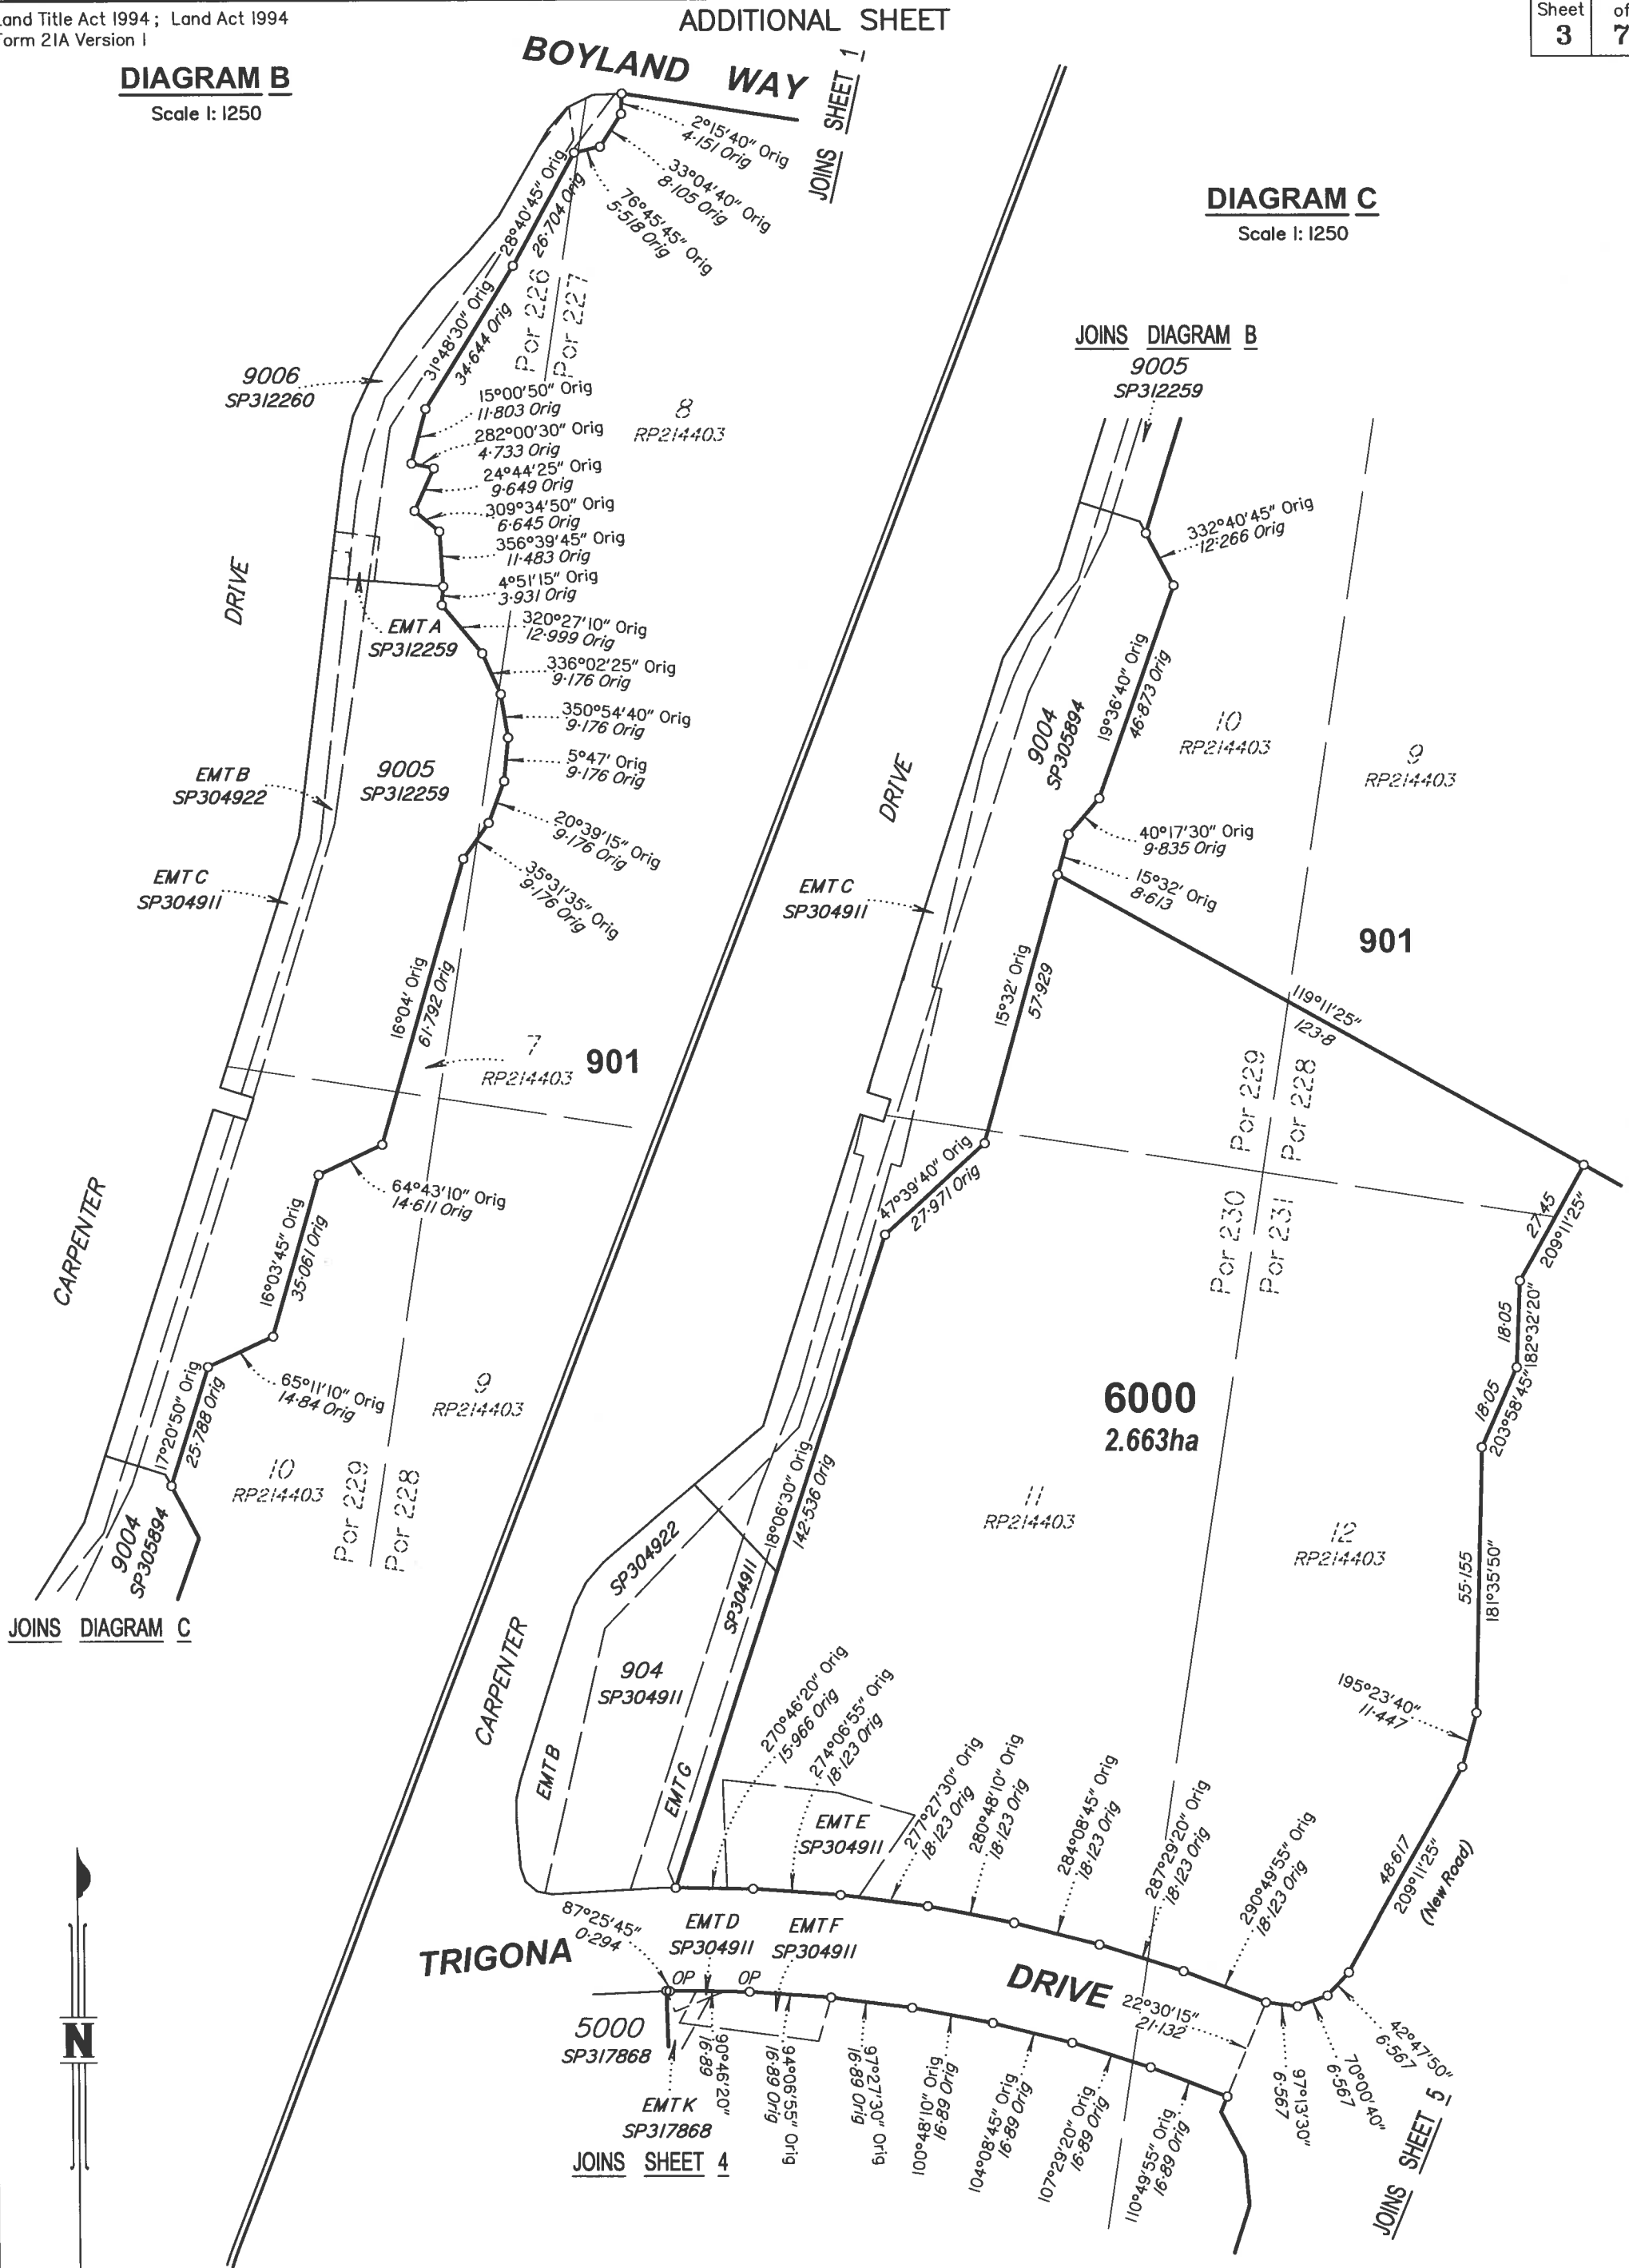 Land Title Act 1994 ; Land Act 1994
Form 21A Version 1
ADDITIONAL SHEET
Sheet of
3 7
DIAGRAM B
Scale 1: 1250
BOYLAND WAY
JOINS SHEET 1
2°15'40" Orig
4·151 Orig
33°04'40" Orig
8·105 Orig
76°45'45" Orig
5·518 Orig
28°40'45" Orig
26·704 Orig
31°48'30" Orig
34·644 Orig
Por 226
Por 227
9006
SP312260
15°00'50" Orig
11·803 Orig
282°00'30" Orig
4·733 Orig
24°44'25" Orig
9·649 Orig
309°34'50" Orig
6·645 Orig
356°39'45" Orig
11·483 Orig
4°51'15" Orig
3·931 Orig
320°27'10" Orig
12·999 Orig
336°02'25" Orig
9·176 Orig
350°54'40" Orig
9·176 Orig
5°47' Orig
9·176 Orig
20°39'15" Orig
9·176 Orig
35°31'35" Orig
9·176 Orig
8
RP214403
DRIVE
EMT A
SP312259
EMT B
SP304922
9005
SP312259
EMT C
SP304911
16°04' Orig
61·792 Orig
7
RP214403
901
CARPENTER
64°43'10" Orig
14·611 Orig
16°03'45" Orig
35·061 Orig
65°11'10" Orig
14·84 Orig
17°20'50" Orig
25·788 Orig
9
RP214403
10
RP214403
Por 229
Por 228
9004
SP305894
JOINS DIAGRAM C
DIAGRAM C
Scale 1: 1250
JOINS DIAGRAM B
9005
SP312259
332°40'45" Orig
12·266 Orig
19°36'40" Orig
46·873 Orig
9004
SP305894
10
RP214403
9
RP214403
DRIVE
40°17'30" Orig
9·835 Orig
15°32' Orig
8·613
EMT C
SP304911
901
15°32' Orig
57·929
119°11'25"
123·8
Por 229
Por 228
47°39'40" Orig
27·971 Orig
Por 230
Por 231
27·45
209°11'25"
18·05
182°32'20"
18·05
203°58'45"
6000
2.663ha
18°06'30" Orig
142·536 Orig
11
RP214403
12
RP214403
55·155
181°35'50"
SP304922
SP304911
CARPENTER
904
SP304911
EMT B
EMT G
195°23'40"
11·447
270°46'20" Orig
15·966 Orig
274°06'55" Orig
18·123 Orig
EMT E
SP304911
277°27'30" Orig
18·123 Orig
280°48'10" Orig
18·123 Orig
284°08'45" Orig
18·123 Orig
287°29'20" Orig
18·123 Orig
290°49'55" Orig
18·123 Orig
48·617
209°11'25"
(New Road)
87°25'45"
0·294
TRIGONA
DRIVE
EMT D
SP304911
EMT F
SP304911
OP
OP
22°30'15"
21·132
5000
SP317868
EMT K
SP317868
JOINS SHEET 4
90°46'20"
16·89
94°06'55" Orig
16·89 Orig
97°27'30" Orig
16·89 Orig
100°48'10" Orig
16·89 Orig
104°08'45" Orig
16·89 Orig
107°29'20" Orig
16·89 Orig
110°49'55" Orig
16·89 Orig
97°13'30"
6·567
70°00'40"
6·567
42°47'50"
6·567
JOINS SHEET 5
N